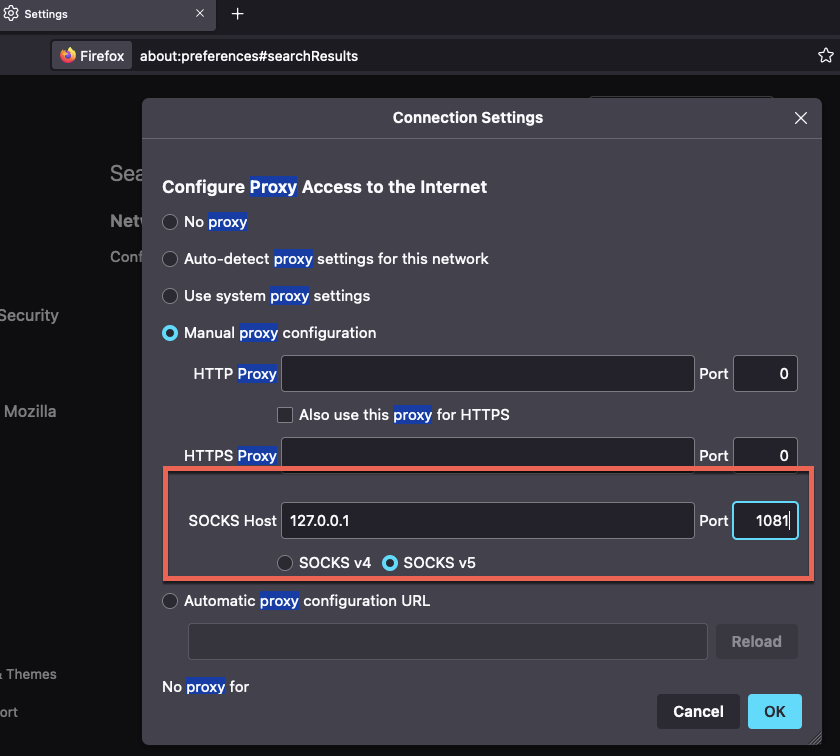 Settings
Firefox about:preferences#searchResults
Connection Settings
Sea
Configure Proxy Access to the Internet
Netw
No proxy
Conf
Auto-detect proxy settings for this network
Use system proxy settings
Security
Manual proxy configuration
HTTP Proxy Port 0
Mozilla
Also use this proxy for HTTPS
HTTPS Proxy Port 0
SOCKS Host 127.0.0.1 Port 1081
SOCKS v4 SOCKS v5
Automatic proxy configuration URL
Reload
& Themes
No proxy for
ort
Cancel OK